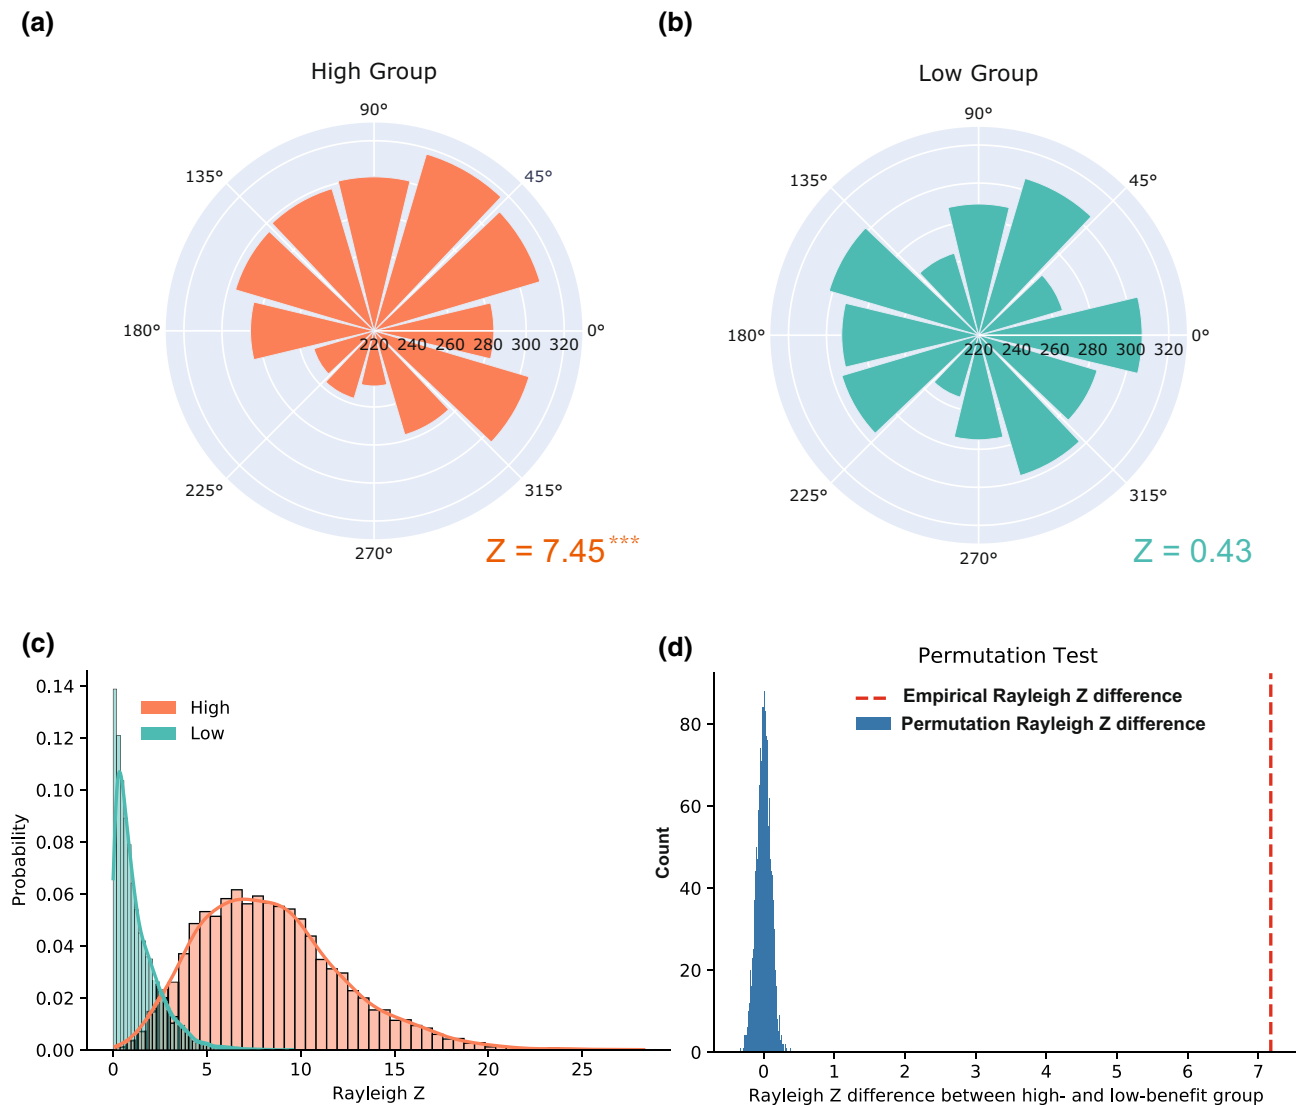 (a)
High Group
90°
135°
45°
180°
0°
220 240 260 280 300 320
225°
315°
270°
Z = 7.45***
(b)
Low Group
90°
135°
45°
180°
0°
220 240 260 280 300 320
225°
315°
270°
Z = 0.43
(c)
0.14
0.12
0.10
0.08
0.06
0.04
0.02
0.00
Probability
High
Low
0 5 10 15 20 25
Rayleigh Z
(d)
Permutation Test
Empirical Rayleigh Z difference
Permutation Rayleigh Z difference
80
60
40
20
0
Count
0 1 2 3 4 5 6 7
Rayleigh Z difference between high- and low-benefit group